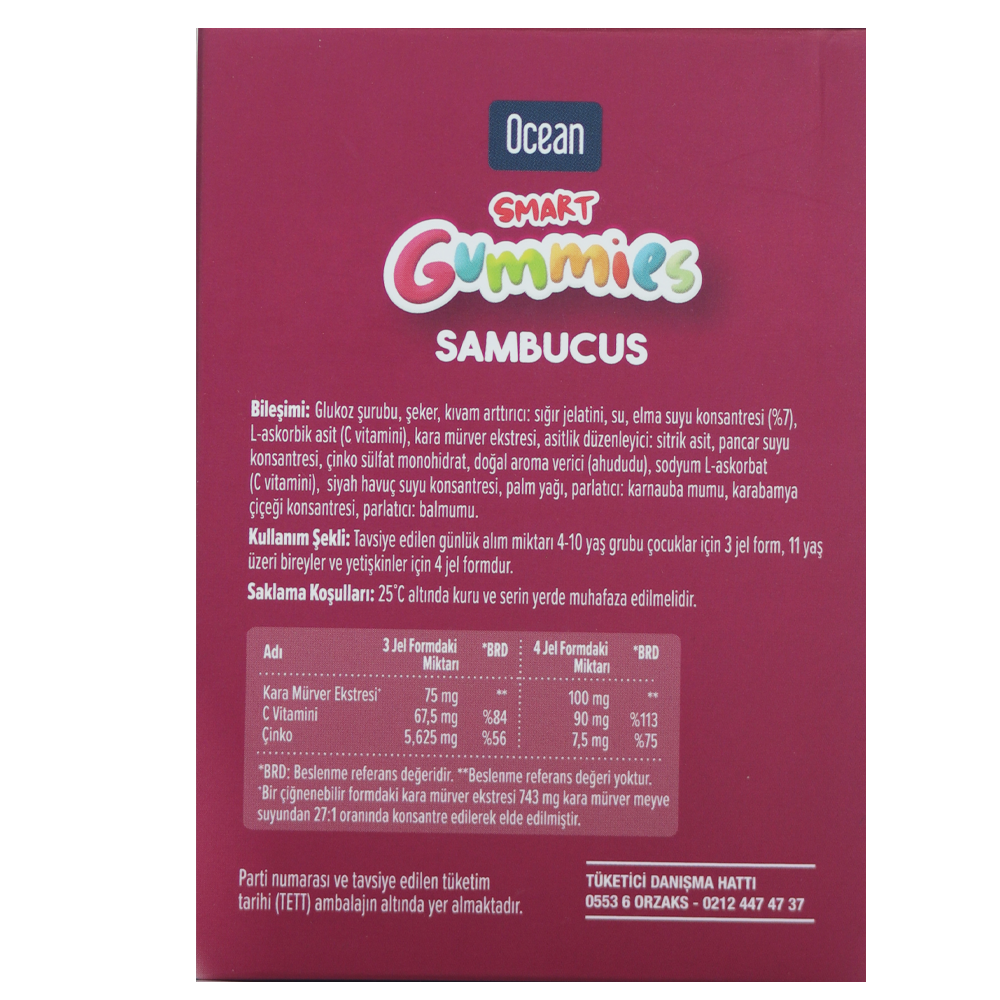 Ocean
SMART
Gummies
SAMBUCUS
Bileşimi: Glukoz şurubu, şeker, kıvam arttırıcı: sığır jelatini, su, elma suyu konsantresi (%7),
L-askorbik asit (C vitamini), kara mürver ekstresi, asitlik düzenleyici: sitrik asit, pancar suyu
konsantresi, çinko sülfat monohidrat, doğal aroma verici (ahududu), sodyum L-askorbat
(C vitamini), siyah havuç suyu konsantresi, palm yağı, parlatıcı: karnauba mumu, karabamya
çiçeği konsantresi, parlatıcı: balmumu.
Kullanım Şekli: Tavsiye edilen günlük alım miktarı 4-10 yaş grubu çocuklar için 3 jel form, 11 yaş
üzeri bireyler ve yetişkinler için 4 jel formdur.
Saklama Koşulları: 25°C altında kuru ve serin yerde muhafaza edilmelidir.
Adı 3 Jel Formdaki Miktarı *BRD 4 Jel Formdaki Miktarı *BRD
Kara Mürver Ekstresi+ 75 mg ** 100 mg **
C Vitamini 67,5 mg %84 90 mg %113
Çinko 5,625 mg %56 7,5 mg %75
*BRD: Beslenme referans değeridir. **Beslenme referans değeri yoktur.
+Bir çiğnenebilir formdaki kara mürver ekstresi 743 mg kara mürver meyve
suyundan 27:1 oranında konsantre edilerek elde edilmiştir.
Parti numarası ve tavsiye edilen tüketim
tarihi (TETT) ambalajın altında yer almaktadır.
TÜKETİCİ DANIŞMA HATTI
0553 6 ORZAKS - 0212 447 47 37